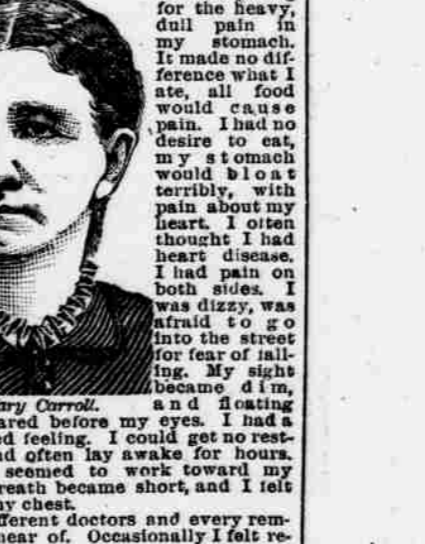 for the heavy,
dull pain in
my stomach.
It made no dif-
ference what I
ate, all food
would cause
pain. I had no
desire to eat,
my stomach
would bloat
terribly, with
pain about my
heart. I often
thought I had
heart disease.
I had pain on
both sides. I
was dizzy, was
afraid to go
into the street
for fear of fall-
ing. My sight
became dim,
ary Carroll. and floating
ared before my eyes. I had a
ed feeling. I could get no rest-
nd often lay awake for hours.
seemed to work toward my
reath became short, and I felt
my chest.
fferent doctors and every rem-
hear of. Occasionally I felt re-